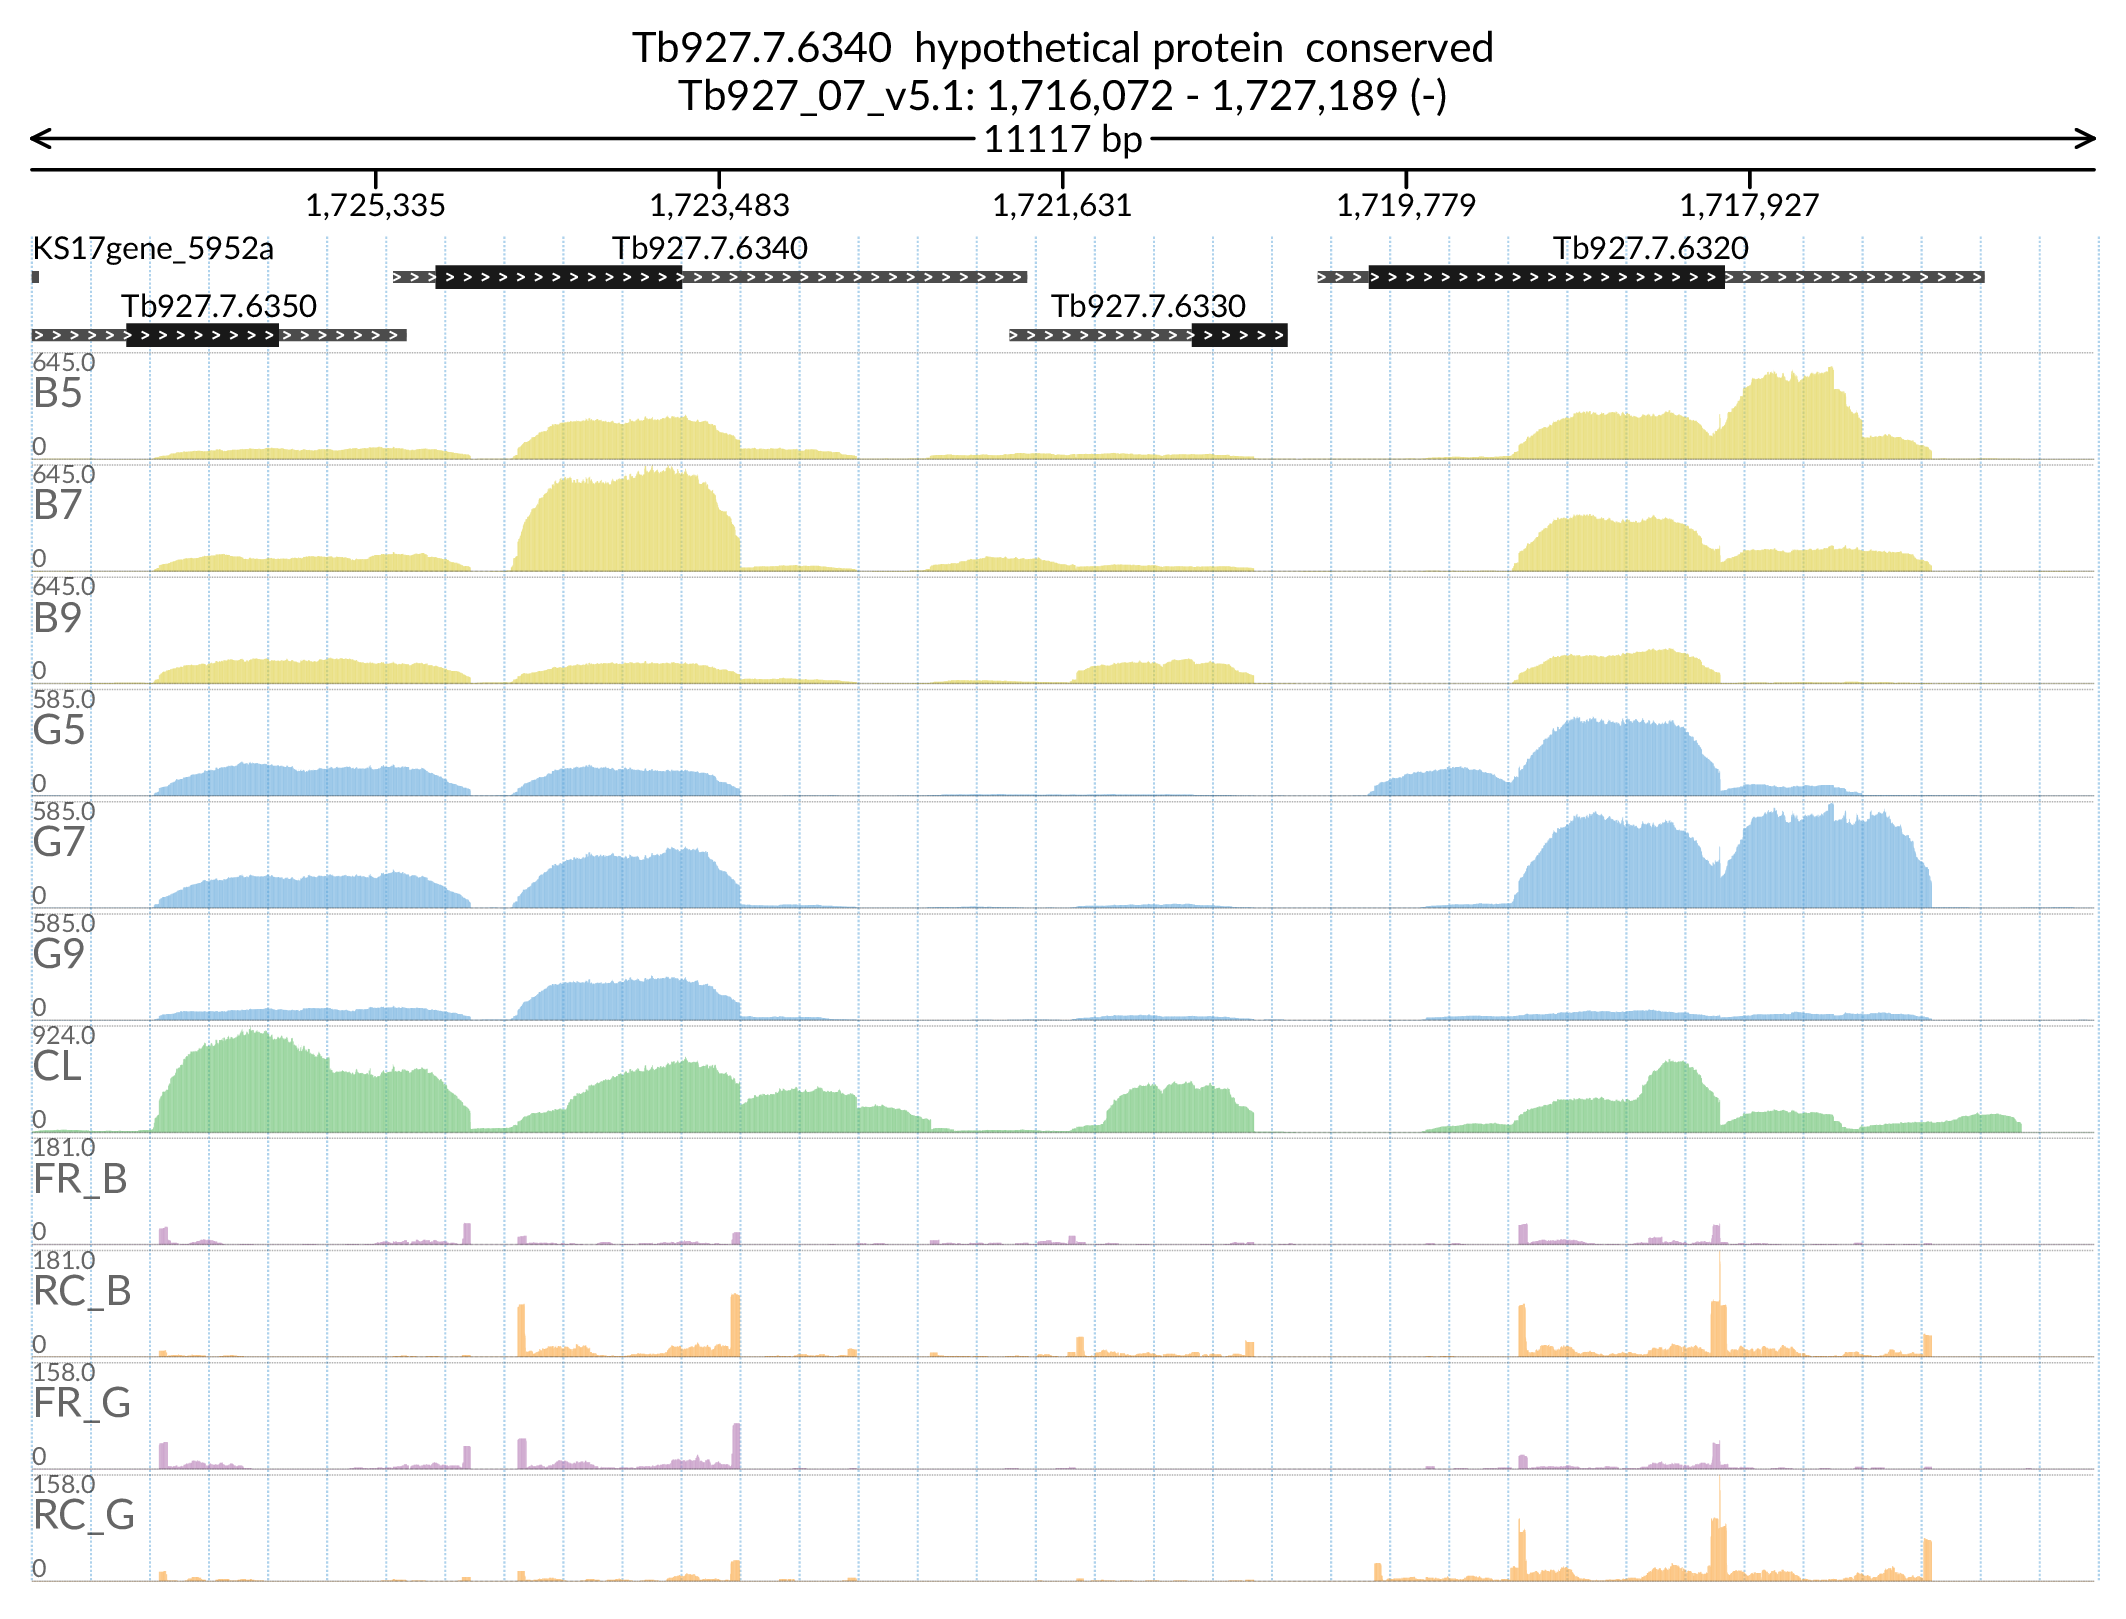 Tb927.7.6340  hypothetical protein  conserved
Tb927_07_v5.1: 1,716,072 - 1,727,189 (-)
11117 bp
1,725,335 1,723,483 1,721,631 1,719,779 1,717,927
KS17gene_5952a Tb927.7.6340 Tb927.7.6320
Tb927.7.6350 Tb927.7.6330
645.0
B5
0
645.0
B7
0
645.0
B9
0
585.0
G5
0
585.0
G7
0
585.0
G9
0
924.0
CL
0
181.0
FR_B
0
181.0
RC_B
0
158.0
FR_G
0
158.0
RC_G
0